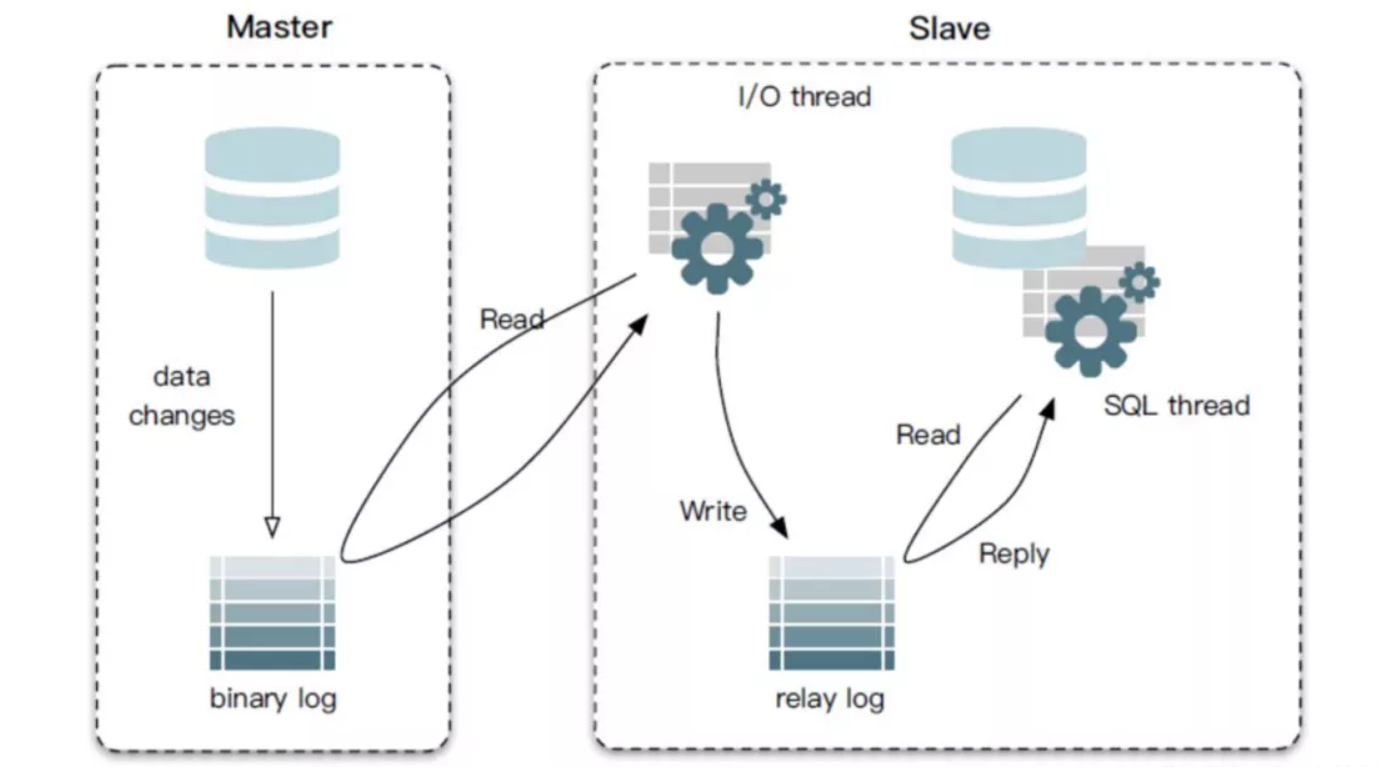 Master
Slave
I/O thread
Read
data
changes
SQL thread
Read
Write
Reply
binary log
relay log